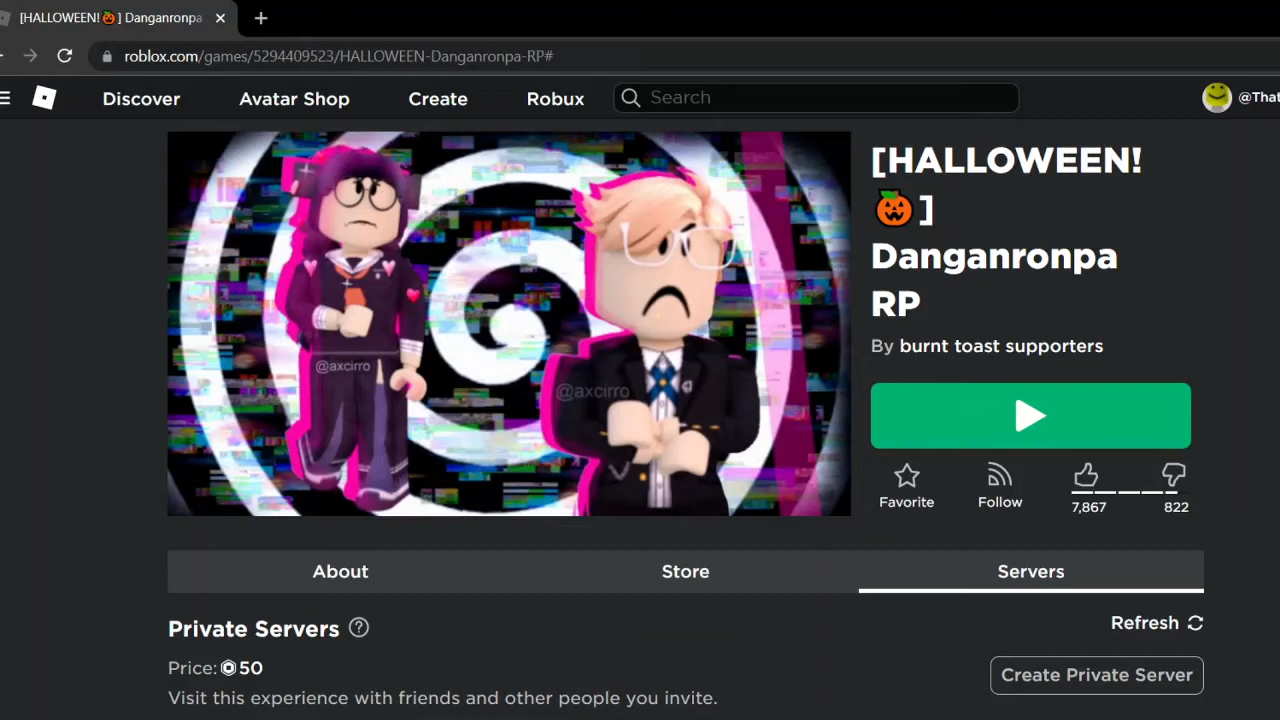 [HALLOWEEN!🎃] Danganronpa
roblox.com/games/5294409523/HALLOWEEN-Danganronpa-RP#
Discover
Avatar Shop
Create
Robux
Search
@That
@axcirro
@axcirro
[HALLOWEEN!
🎃]
Danganronpa
RP
By burnt toast supporters
Favorite
Follow
7,867
822
About
Store
Servers
Private Servers
Refresh
Price: 50
Create Private Server
Visit this experience with friends and other people you invite.